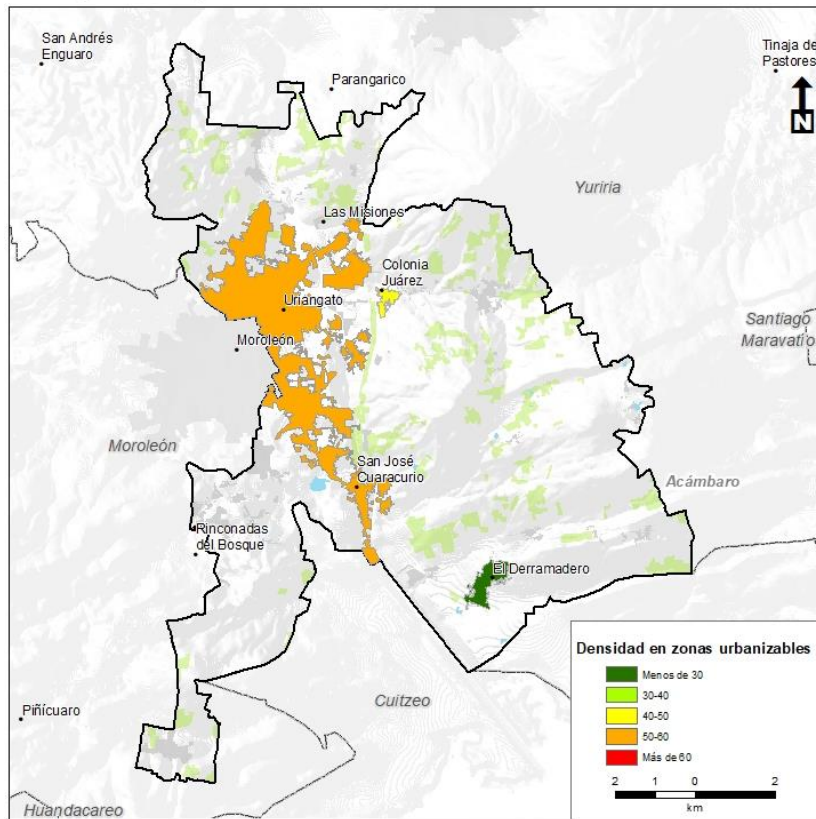 San Andrés
Enguaro
Tinaja de
Pastores
Parangarico
N
Yuriria
Las Misiones
Colonia
Juárez
Uriangato
Santiago
Maravatío
Moroleón
Moroleón
San José
Cuaracurio
Acámbaro
Rinconadas
del Bosque
El Derramadero
Densidad en zonas urbanizables
Menos de 30
30-40
40-50
50-60
Más de 60
2 1 0 2
km
Cuitzeo
Piñícuaro
Huandacareo